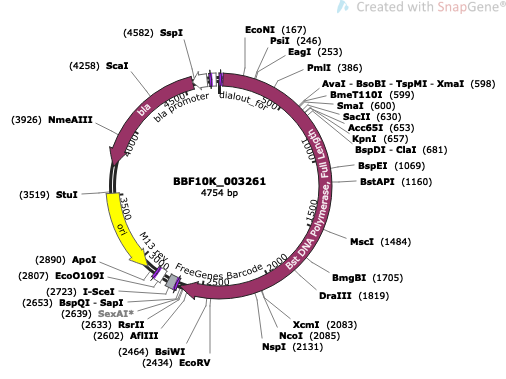 Created with SnapGene®
(4582) SspI
EcoNI (167)
PsiI (246)
EagI (253)
PmlI (386)
(4258) ScaI
AvaI - BsoBI - TspMI - XmaI (598)
BmeT110I (599)
SmaI (600)
SacII (630)
Acc65I (653)
KpnI (657)
BspDI - ClaI (681)
(3926) NmeAIII
BspEI (1069)
BstAPI (1160)
(3519) StuI
MscI (1484)
BmgBI (1705)
DraIII (1819)
(2890) ApoI
(2807) EcoO109I
(2723) I-SceI
(2653) BspQI - SapI
(2639) SexAI*
(2633) RsrII
(2602) AflIII
(2464) BsiWI
(2434) EcoRV
XcmI (2083)
NcoI (2085)
NspI (2131)
BBF10K_003261
4754 bp
bla
bla promoter
dialout_for
Bst DNA Polymerase, Full Length
FreeGenes Barcode
M13 rev
ori
500
1000
1500
2000
2500
3000
3500
4000
4500